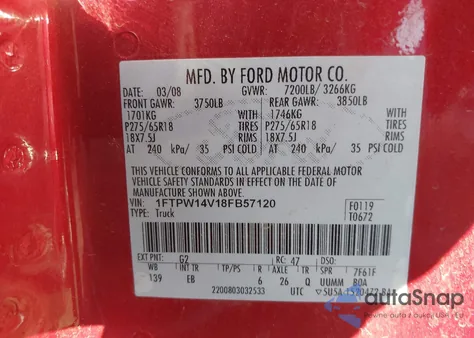 MFD. BY FORD MOTOR CO.
DATE: 03/08 GVWR: 7200LB/ 3266KG
FRONT GAWR: 3750LB REAR GAWR: 3850LB
1701KG WITH 1746KG WITH
P275/65R18 TIRES P275/65R18 TIRES
18X7.5J RIMS 18X7.5J RIMS
AT 240 kPa/ 35 PSI COLD AT 240 kPa/ 35 PSI COLD
THIS VEHICLE CONFORMS TO ALL APPLICABLE FEDERAL MOTOR
VEHICLE SAFETY STANDARDS IN EFFECT ON THE DATE OF
MANUFACTURE SHOWN ABOVE.
VIN: 1FTPW14V18FB57120 F0119
TYPE: Truck T0672
EXT PNT: G2 RC: 47 DSO:
WB INT TR TP/PS R AXLE TR SPR 7F61F
139 EB 6 26 Q UWMR BOA
2200803032533 UTC
autoSnap